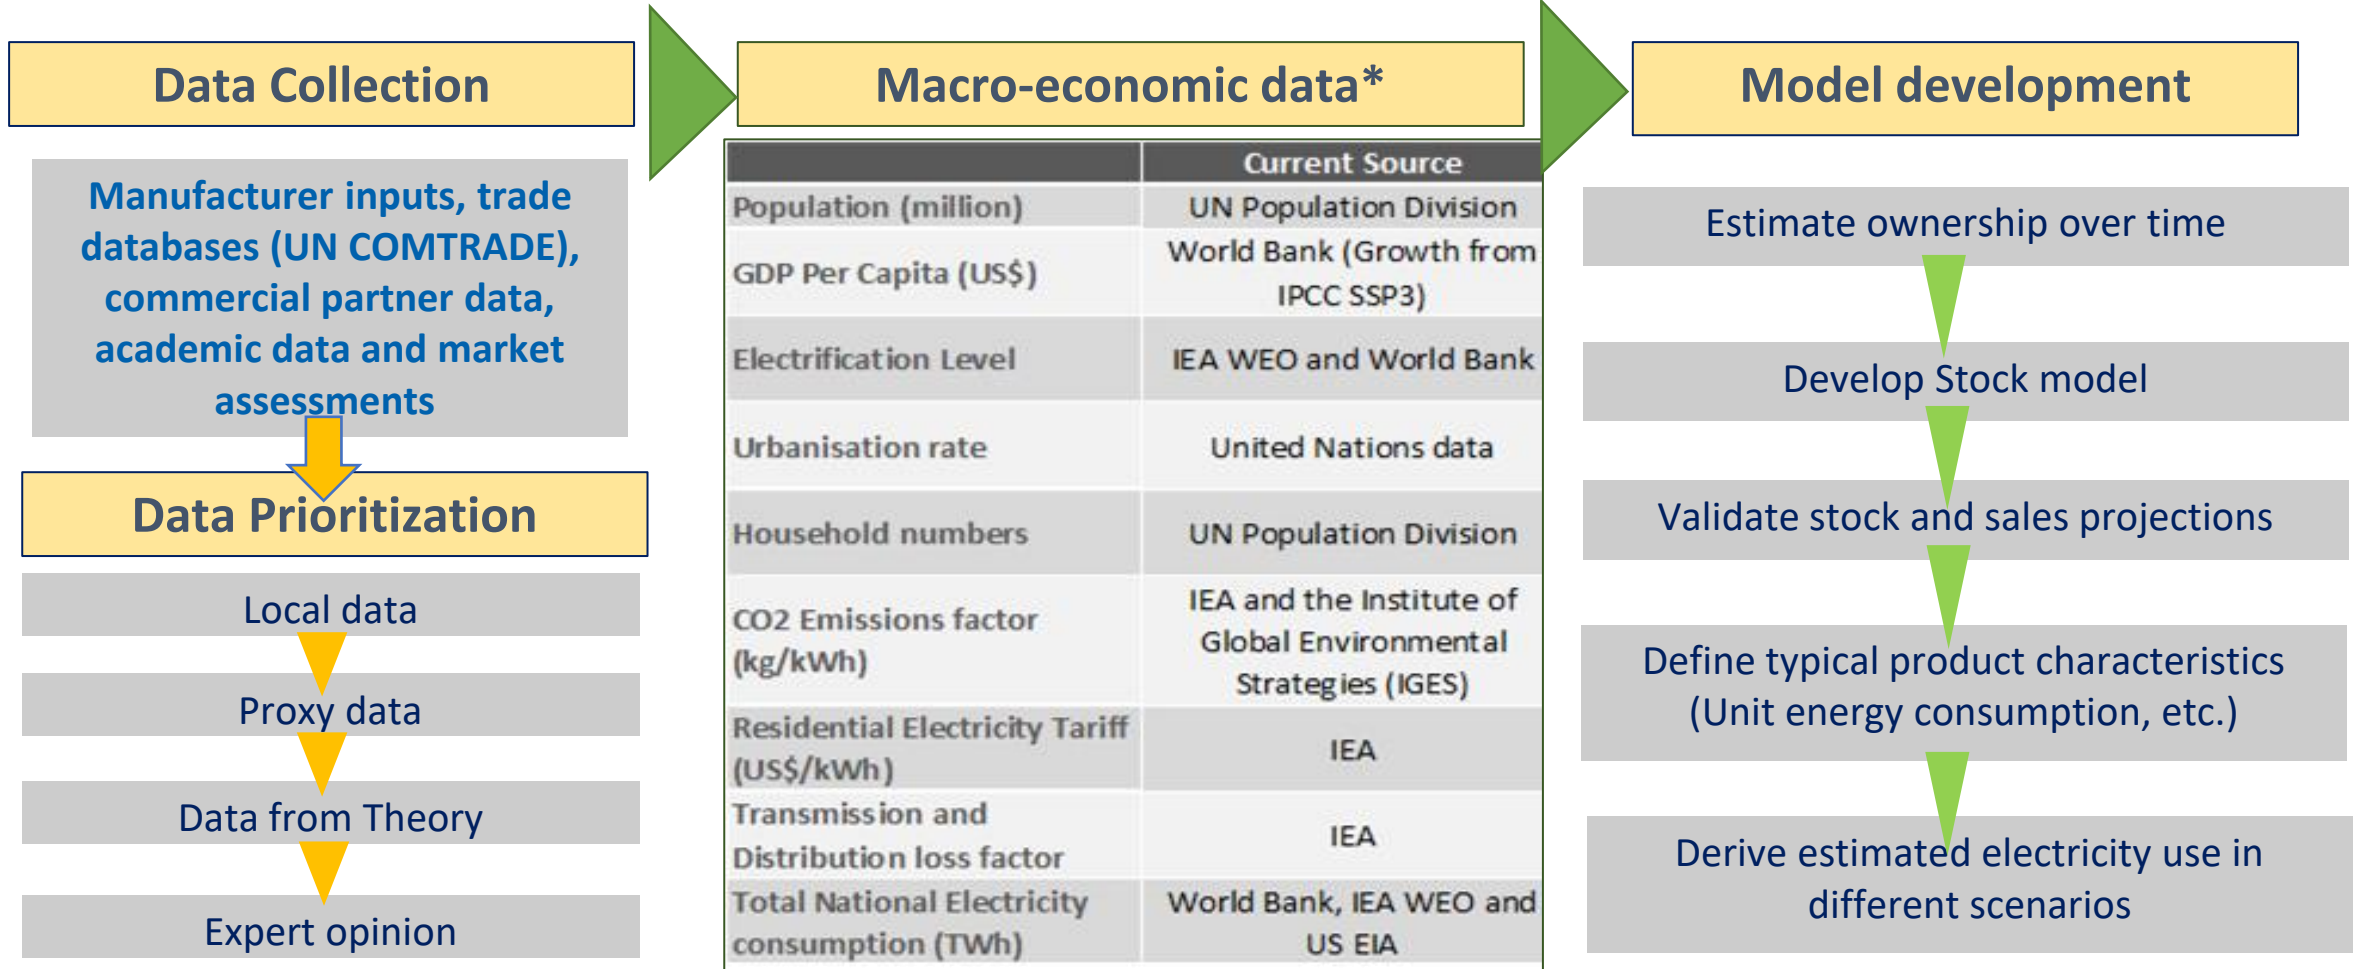 Data Collection
Manufacturer inputs, trade
databases (UN COMTRADE),
commercial partner data,
academic data and market
assessments
Data Prioritization
Local data
Proxy data
Data from Theory
Expert opinion
Macro-economic data*
Current Source
Population (million)
UN Population Division
GDP Per Capita (US$)
World Bank (Growth from
IPCC SSP3)
Electrification Level
IEA WEO and World Bank
Urbanisation rate
United Nations data
Household numbers
UN Population Division
CO2 Emissions factor
(kg/kWh)
IEA and the Institute of
Global Environmental
Strategies (IGES)
Residential Electricity Tariff
(US$/kWh)
IEA
Transmission and
Distribution loss factor
IEA
Total National Electricity
consumption (TWh)
World Bank, IEA WEO and
US EIA
Model development
Estimate ownership over time
Develop Stock model
Validate stock and sales projections
Define typical product characteristics
(Unit energy consumption, etc.)
Derive estimated electricity use in
different scenarios